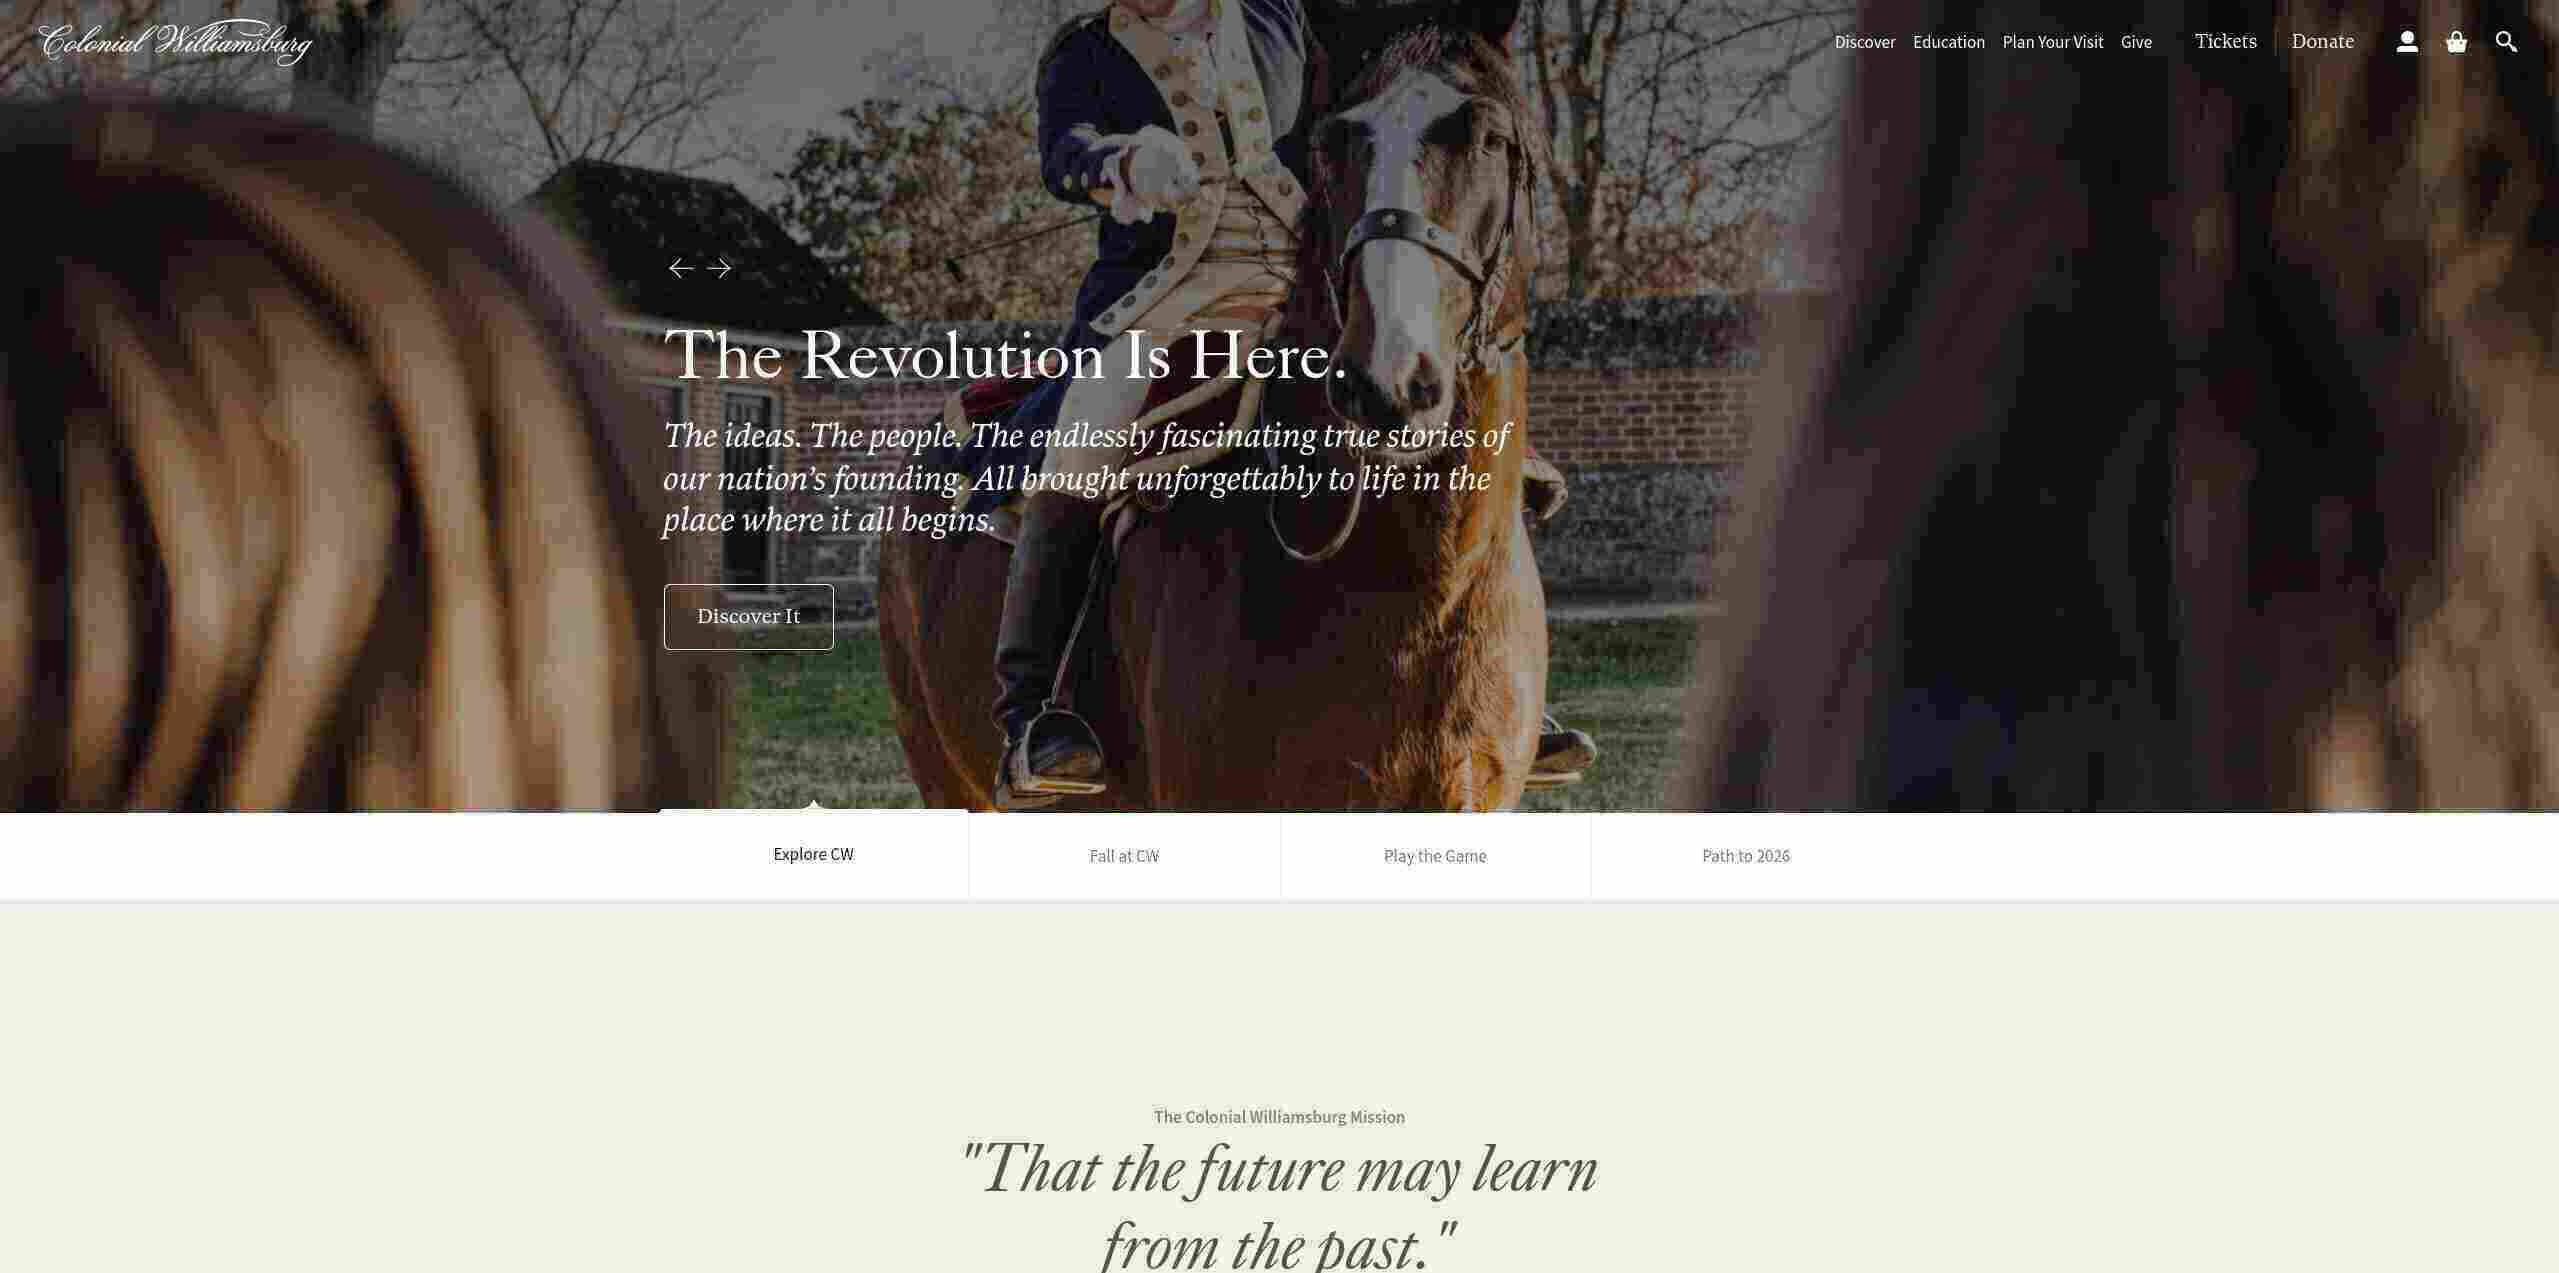 Colonial Williamsburg
Discover Education Plan Your Visit Give Tickets Donate
The Revolution Is Here.
The ideas. The people. The endlessly fascinating true stories of
our nation’s founding. All brought unforgettably to life in the
place where it all begins.
Discover It
Explore CW
Fall at CW
Play the Game
Path to 2026
The Colonial Williamsburg Mission
"That the future may learn
from the past."